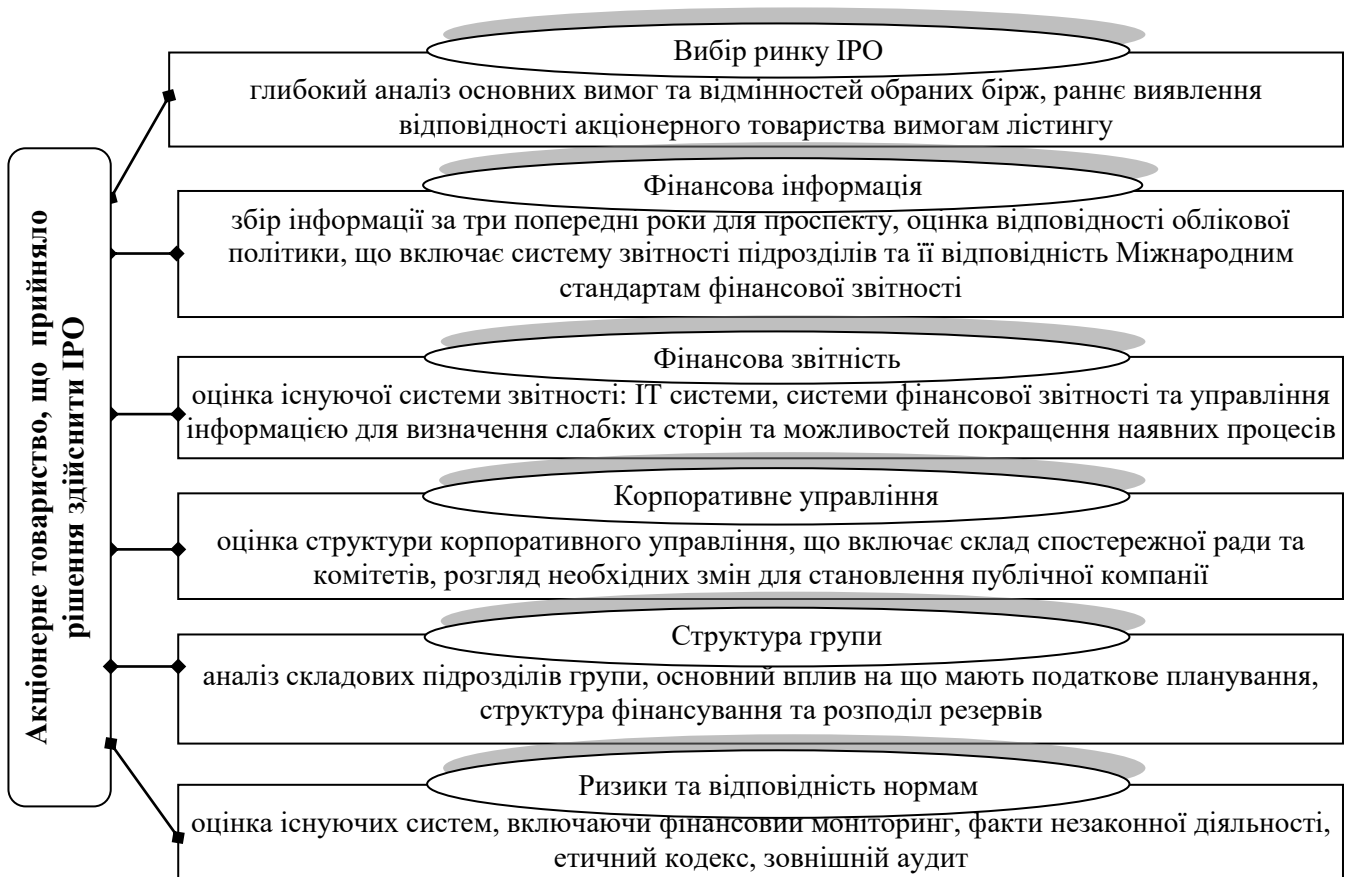 Акціонерне товариство, що прийняло
рішення здійснити IPO
Вибір ринку IPO
глибокий аналіз основних вимог та відмінностей обраних бірж, раннє виявлення
відповідності акціонерного товариства вимогам лістингу
Фінансова інформація
збір інформації за три попередні роки для проспекту, оцінка відповідності облікової
політики, що включає систему звітності підрозділів та її відповідність Міжнародним
стандартам фінансової звітності
Фінансова звітність
оцінка існуючої системи звітності: ІТ системи, системи фінансової звітності та управління
інформацією для визначення слабких сторін та можливостей покращення наявних процесів
Корпоративне управління
оцінка структури корпоративного управління, що включає склад спостережної ради та
комітетів, розгляд необхідних змін для становлення публічної компанії
Структура групи
аналіз складових підрозділів групи, основний вплив на що мають податкове планування,
структура фінансування та розподіл резервів
Ризики та відповідність нормам
оцінка існуючих систем, включаючи фінансовий моніторинг, факти незаконної діяльності,
етичний кодекс, зовнішній аудит